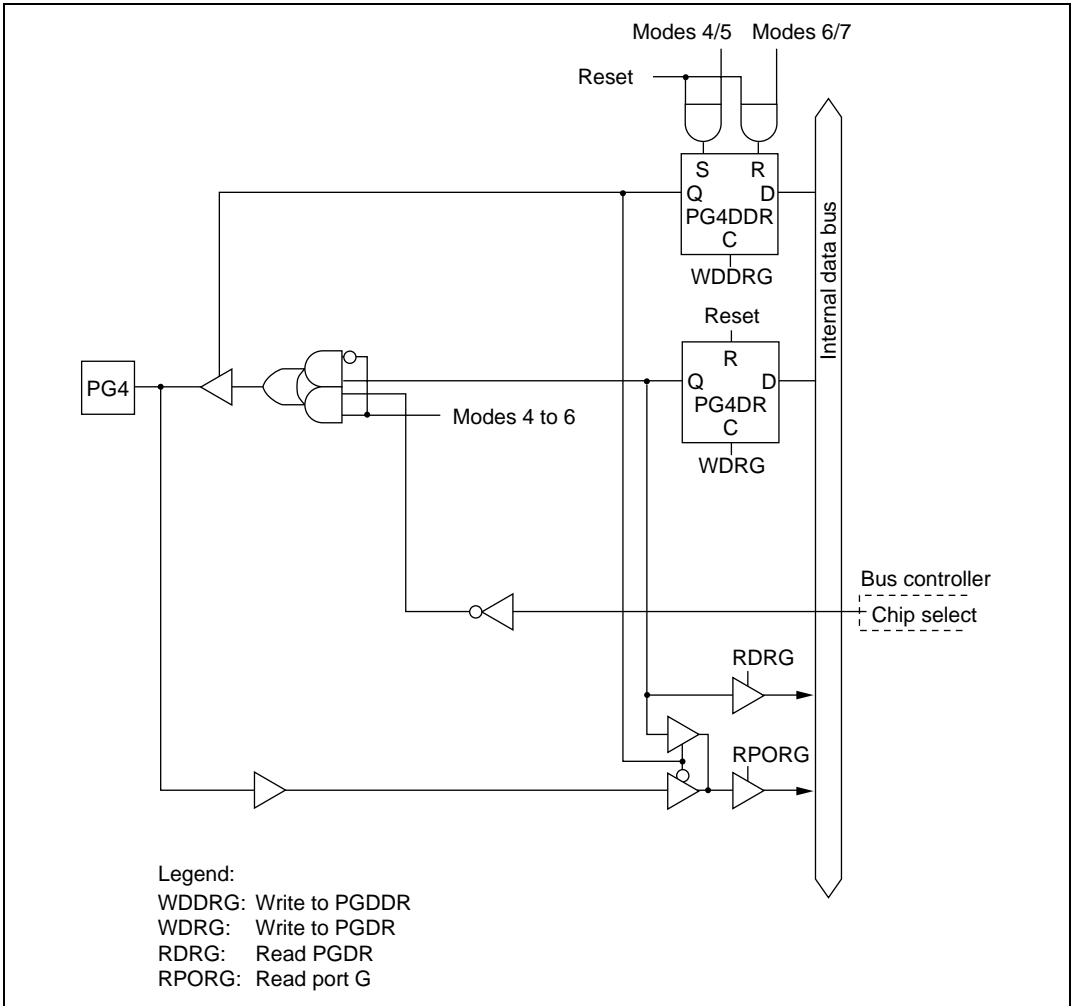 Modes 4/5 Modes 6/7
Reset
S R
Q D
PG4DDR
C
WDDRG
Internal data bus
Reset
R
PG4
Q D
PG4DR
C
Modes 4 to 6
WDRG
Bus controller
Chip select
RDRG
RPORG
Legend:
WDDRG: Write to PGDDR
WDRG: Write to PGDR
RDRG: Read PGDR
RPORG: Read port G